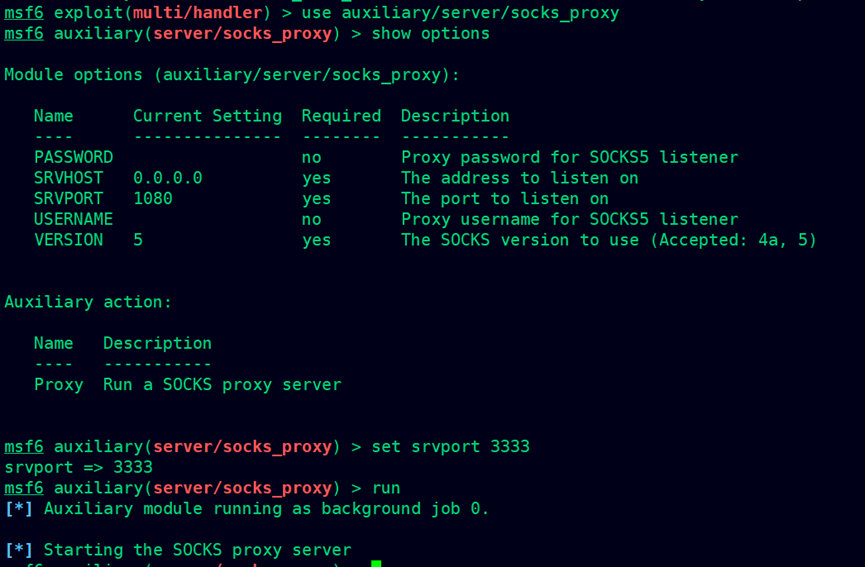 msf6 exploit(multi/handler) > use auxiliary/server/socks_proxy
msf6 auxiliary(server/socks_proxy) > show options
Module options (auxiliary/server/socks_proxy):
Name Current Setting Required Description
---- --------------- -------- -----------
PASSWORD no Proxy password for SOCKS5 listener
SRVHOST 0.0.0.0 yes The address to listen on
SRVPORT 1080 yes The port to listen on
USERNAME no Proxy username for SOCKS5 listener
VERSION 5 yes The SOCKS version to use (Accepted: 4a, 5)
Auxiliary action:
Name Description
---- -----------
Proxy Run a SOCKS proxy server
msf6 auxiliary(server/socks_proxy) > set srvport 3333
srvport => 3333
msf6 auxiliary(server/socks_proxy) > run
[*] Auxiliary module running as background job 0.
[*] Starting the SOCKS proxy server